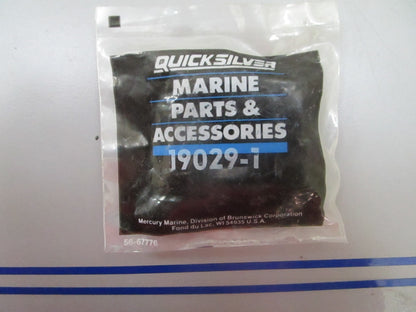 QUICKSILVER
MARINE
PARTS &
ACCESSORIES
19029-1
Mercury Marine, Division of Brunswick Corporation
Fond du Lac, WI 54935 U.S.A.
58-67776